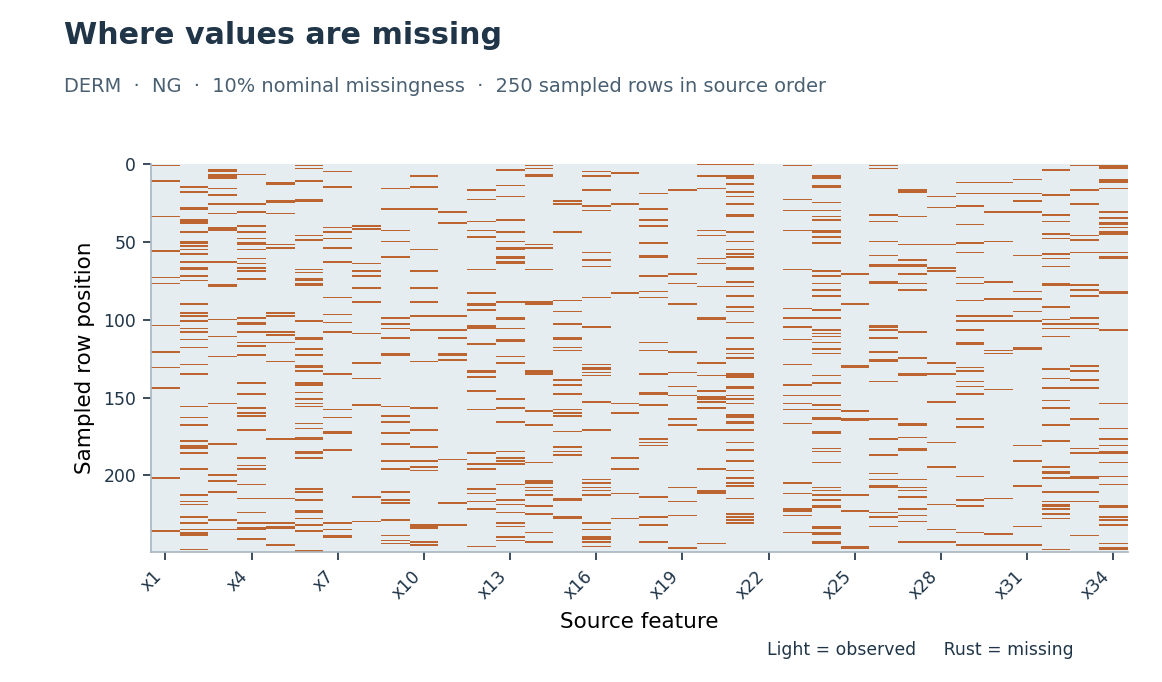 Where values are missing
DERM · NG · 10% nominal missingness · 250 sampled rows in source order
Sampled row position
0
50
100
150
200
x1 x4 x7 x10 x13 x16 x19 x22 x25 x28 x31 x34
Source feature
Light = observed Rust = missing